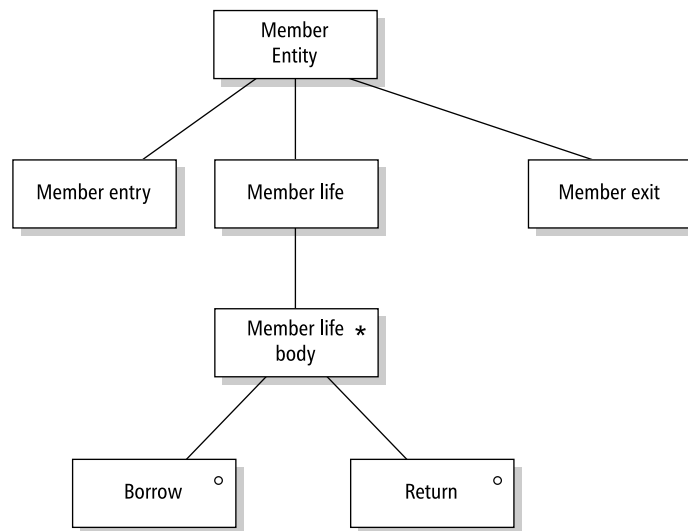 Member
Entity
Member entry
Member life
Member exit
Member life *
body
Borrow
Return